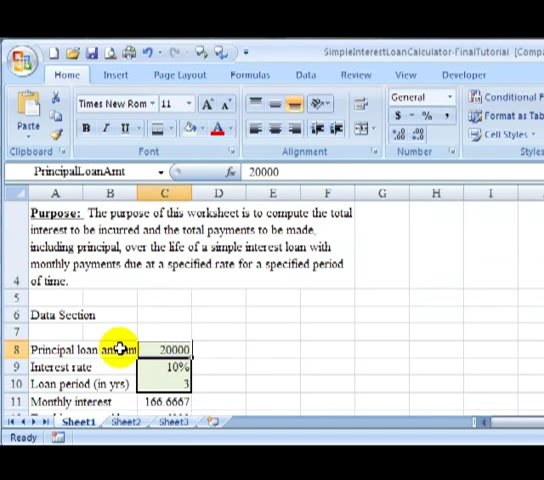 SimpleInterestLoanCalculator-FinalTutorial [Compa
Home Insert Page Layout Formulas Data Review View Developer
Times New Rom 11 A A General Conditional F
Paste B I U A $ % , Format as Tab
Cell Styles
Clipboard Font Alignment Number Styles
PrincipalLoanAmt fx 20000
A B C D E F G H I
Purpose: The purpose of this worksheet is to compute the total
interest to be incurred and the total payments to be made,
including principal, over the life of a simple interest loan with
monthly payments due at a specified rate for a specified period
4 of time.
5
6 Data Section
7
8 Principal loan 20000
9 Interest rate 10%
10 Loan period (in yrs) 3
11 Monthly interest 166.6667
Sheet1 Sheet2 Sheet3
Ready